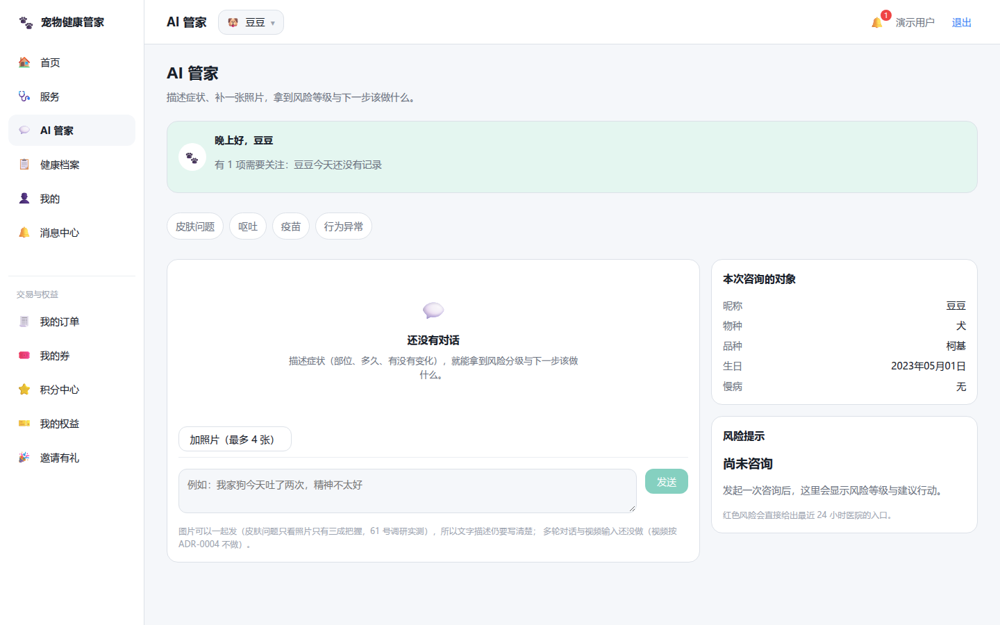 宠物健康管家
首页
服务
AI 管家
健康档案
我的
消息中心
交易与权益
我的订单
我的券
积分中心
我的权益
邀请有礼
AI 管家
豆豆
1
演示用户
退出
AI 管家
描述症状、补一张照片，拿到风险等级与下一步该做什么。
晚上好，豆豆
有 1 项需要关注：豆豆今天还没有记录
皮肤问题
呕吐
疫苗
行为异常
还没有对话
描述症状（部位、多久、有没有变化），就能拿到风险分级与下一步该做
什么。
加照片（最多 4 张）
例如：我家狗今天吐了两次，精神不太好
发送
图片可以一起发（皮肤问题只看照片只有三成把握，61 号调研实测），所以文字描述仍要写清楚； 多轮对话与视频输入还没做（视频按
ADR-0004 不做）。
本次咨询的对象
昵称 豆豆
物种 犬
品种 柯基
生日 2023年05月01日
慢病 无
风险提示
尚未咨询
发起一次咨询后，这里会显示风险等级与建议行动。
红色风险会直接给出最近 24 小时医院的入口。